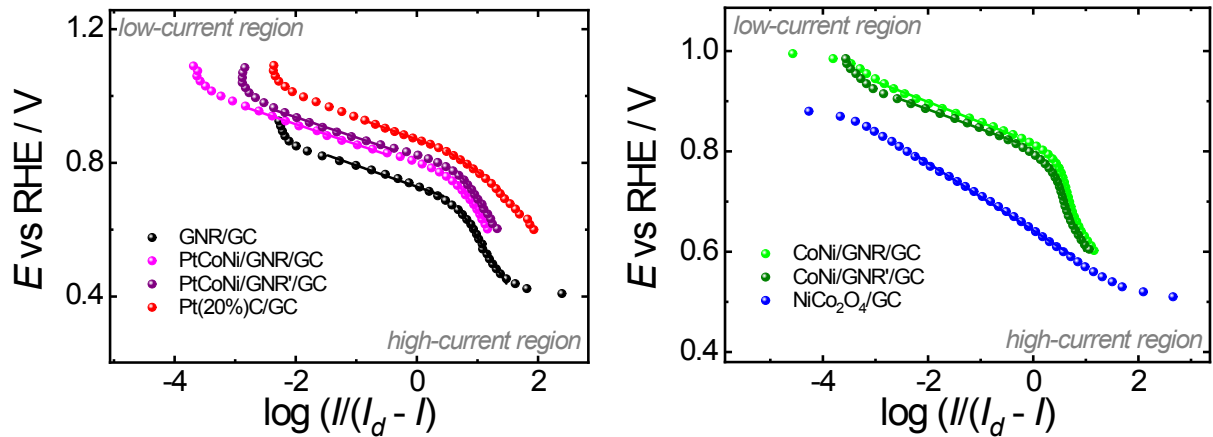 low-current region
1.2
0.8
0.4
E vs RHE / V
GNR/GC
PtCoNi/GNR/GC
PtCoNi/GNR'/GC
Pt(20%)C/GC
high-current region
-4 -2 0 2
log (I/(I_d - I)
low-current region
1.0
0.8
0.6
0.4
E vs RHE / V
CoNi/GNR/GC
CoNi/GNR'/GC
NiCo₂O₄/GC
high-current region
-4 -2 0 2
log (I/(I_d - I)